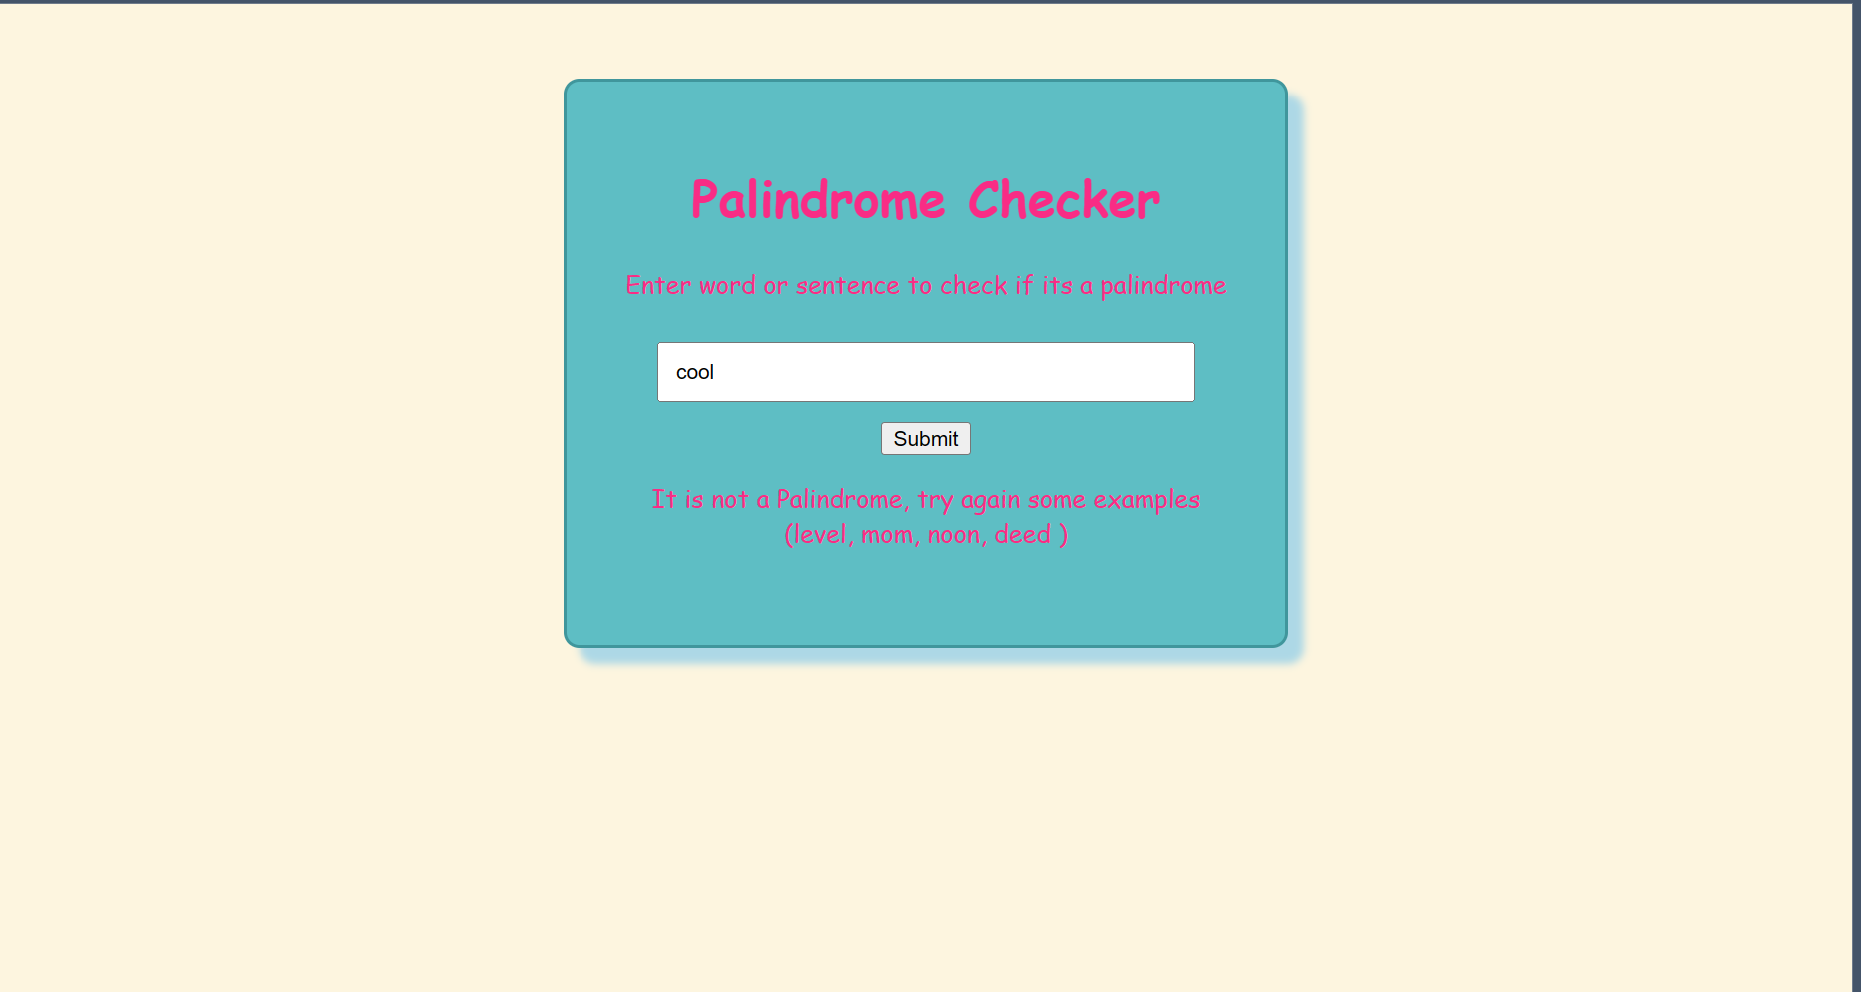 Palindrome Checker
Enter word or sentence to check if its a palindrome
cool
Submit
It is not a Palindrome, try again some examples
(level, mom, noon, deed )